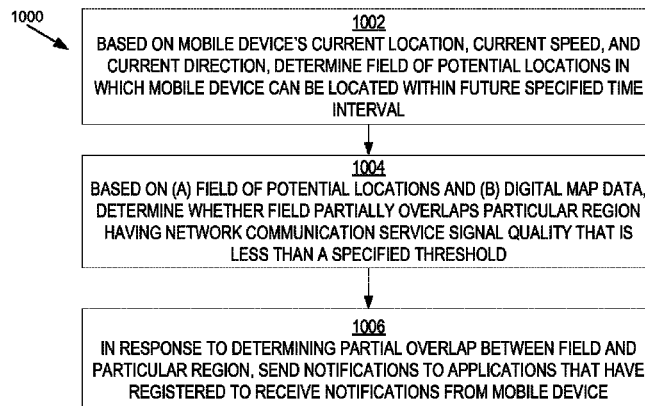 1000
1002
BASED ON MOBILE DEVICE'S CURRENT LOCATION, CURRENT SPEED, AND
CURRENT DIRECTION, DETERMINE FIELD OF POTENTIAL LOCATIONS IN
WHICH MOBILE DEVICE CAN BE LOCATED WITHIN FUTURE SPECIFIED TIME
INTERVAL
1004
BASED ON (A) FIELD OF POTENTIAL LOCATIONS AND (B) DIGITAL MAP DATA,
DETERMINE WHETHER FIELD PARTIALLY OVERLAPS PARTICULAR REGION
HAVING NETWORK COMMUNICATION SERVICE SIGNAL QUALITY THAT IS
LESS THAN A SPECIFIED THRESHOLD
1006
IN RESPONSE TO DETERMINING PARTIAL OVERLAP BETWEEN FIELD AND
PARTICULAR REGION, SEND NOTIFICATIONS TO APPLICATIONS THAT HAVE
REGISTERED TO RECEIVE NOTIFICATIONS FROM MOBILE DEVICE